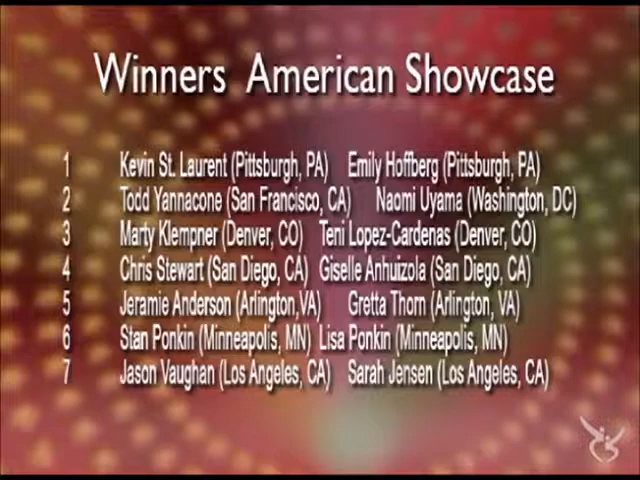 Winners American Showcase
1 Kevin St. Laurent (Pittsburgh, PA) Emily Hoffberg (Pittsburgh, PA)
2 Todd Yannacone (San Francisco, CA) Naomi Uyama (Washington, DC)
3 Marty Klempner (Denver, CO) Teni Lopez-Cardenas (Denver, CO)
4 Chris Stewart (San Diego, CA) Giselle Anhuizola (San Diego, CA)
5 Jeramie Anderson (Arlington,VA) Gretta Thorn (Arlington, VA)
6 Stan Ponkin (Minneapolis, MN) Lisa Ponkin (Minneapolis, MN)
7 Jason Vaughan (Los Angeles, CA) Sarah Jensen (Los Angeles, CA)